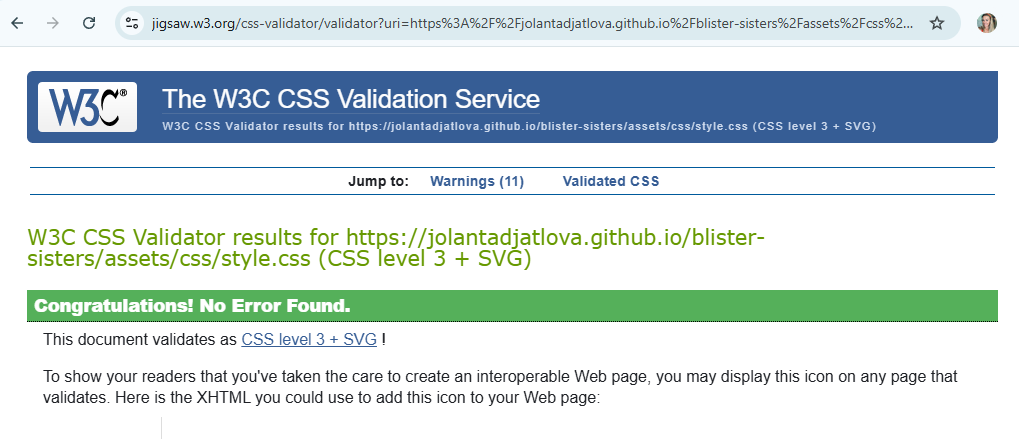 jigsaw.w3.org/css-validator/validator?uri=https%3A%2F%2Fjolantadjatlova.github.io%2Fblister-sisters%2Fassets%2Fcss%2...
W3C®
The W3C CSS Validation Service
W3C CSS Validator results for https://jolantadjatlova.github.io/blister-sisters/assets/css/style.css (CSS level 3 + SVG)
Jump to: Warnings (11) Validated CSS
W3C CSS Validator results for https://jolantadjatlova.github.io/blister-
sisters/assets/css/style.css (CSS level 3 + SVG)
Congratulations! No Error Found.
This document validates as CSS level 3 + SVG !
To show your readers that you've taken the care to create an interoperable Web page, you may display this icon on any page that
validates. Here is the XHTML you could use to add this icon to your Web page: